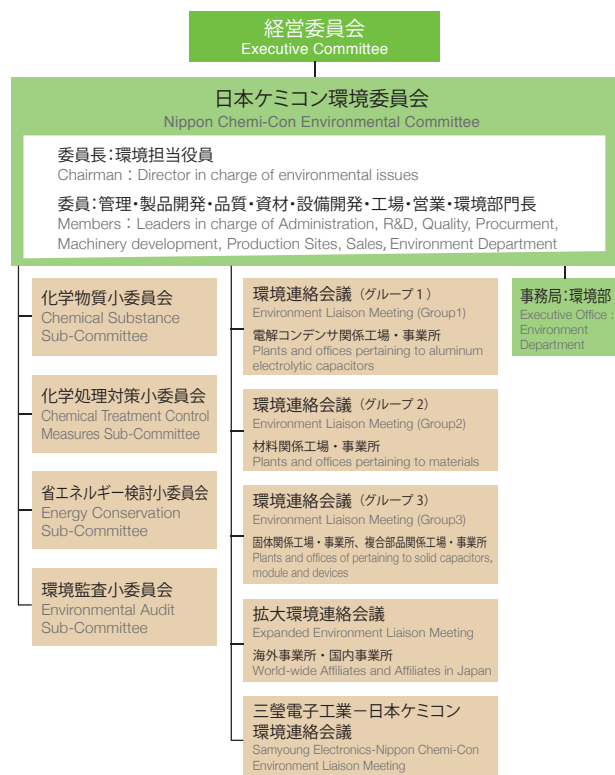 経営委員会
Executive Committee
日本ケミコン環境委員会
Nippon Chemi-Con Environmental Committee
委員長：環境担当役員
Chairman：Director in charge of environmental issues
委員：管理・製品開発・品質・資材・設備開発・工場・営業・環境部門長
Members：Leaders in charge of Administration, R&D, Quality, Procurment,
Machinery development, Production Sites, Sales, Environment Department
化学物質小委員会
Chemical Substance
Sub-Committee
化学処理対策小委員会
Chemical Treatment Control
Measures Sub-Committee
省エネルギー検討小委員会
Energy Conservation
Sub-Committee
環境監査小委員会
Environmental Audit
Sub-Committee
環境連絡会議（グループ 1）
Environment Liaison Meeting (Group1)
電解コンデンサ関係工場・事業所
Plants and offices pertaining to aluminum
electrolytic capacitors
環境連絡会議（グループ 2）
Environment Liaison Meeting (Group2)
材料関係工場・事業所
Plants and offices pertaining to materials
環境連絡会議（グループ 3）
Environment Liaison Meeting (Group3)
固体関係工場・事業所、複合部品関係工場・事業所
Plants and offices of pertaining to solid capacitors,
module and devices
拡大環境連絡会議
Expanded Environment Liaison Meeting
海外事業所・国内事業所
World-wide Affiliates and Affiliates in Japan
三瑩電子工業－日本ケミコン
環境連絡会議
Samyoung Electronics-Nippon Chemi-Con
Environment Liaison Meeting
事務局：環境部
Executive Office：
Environment
Department